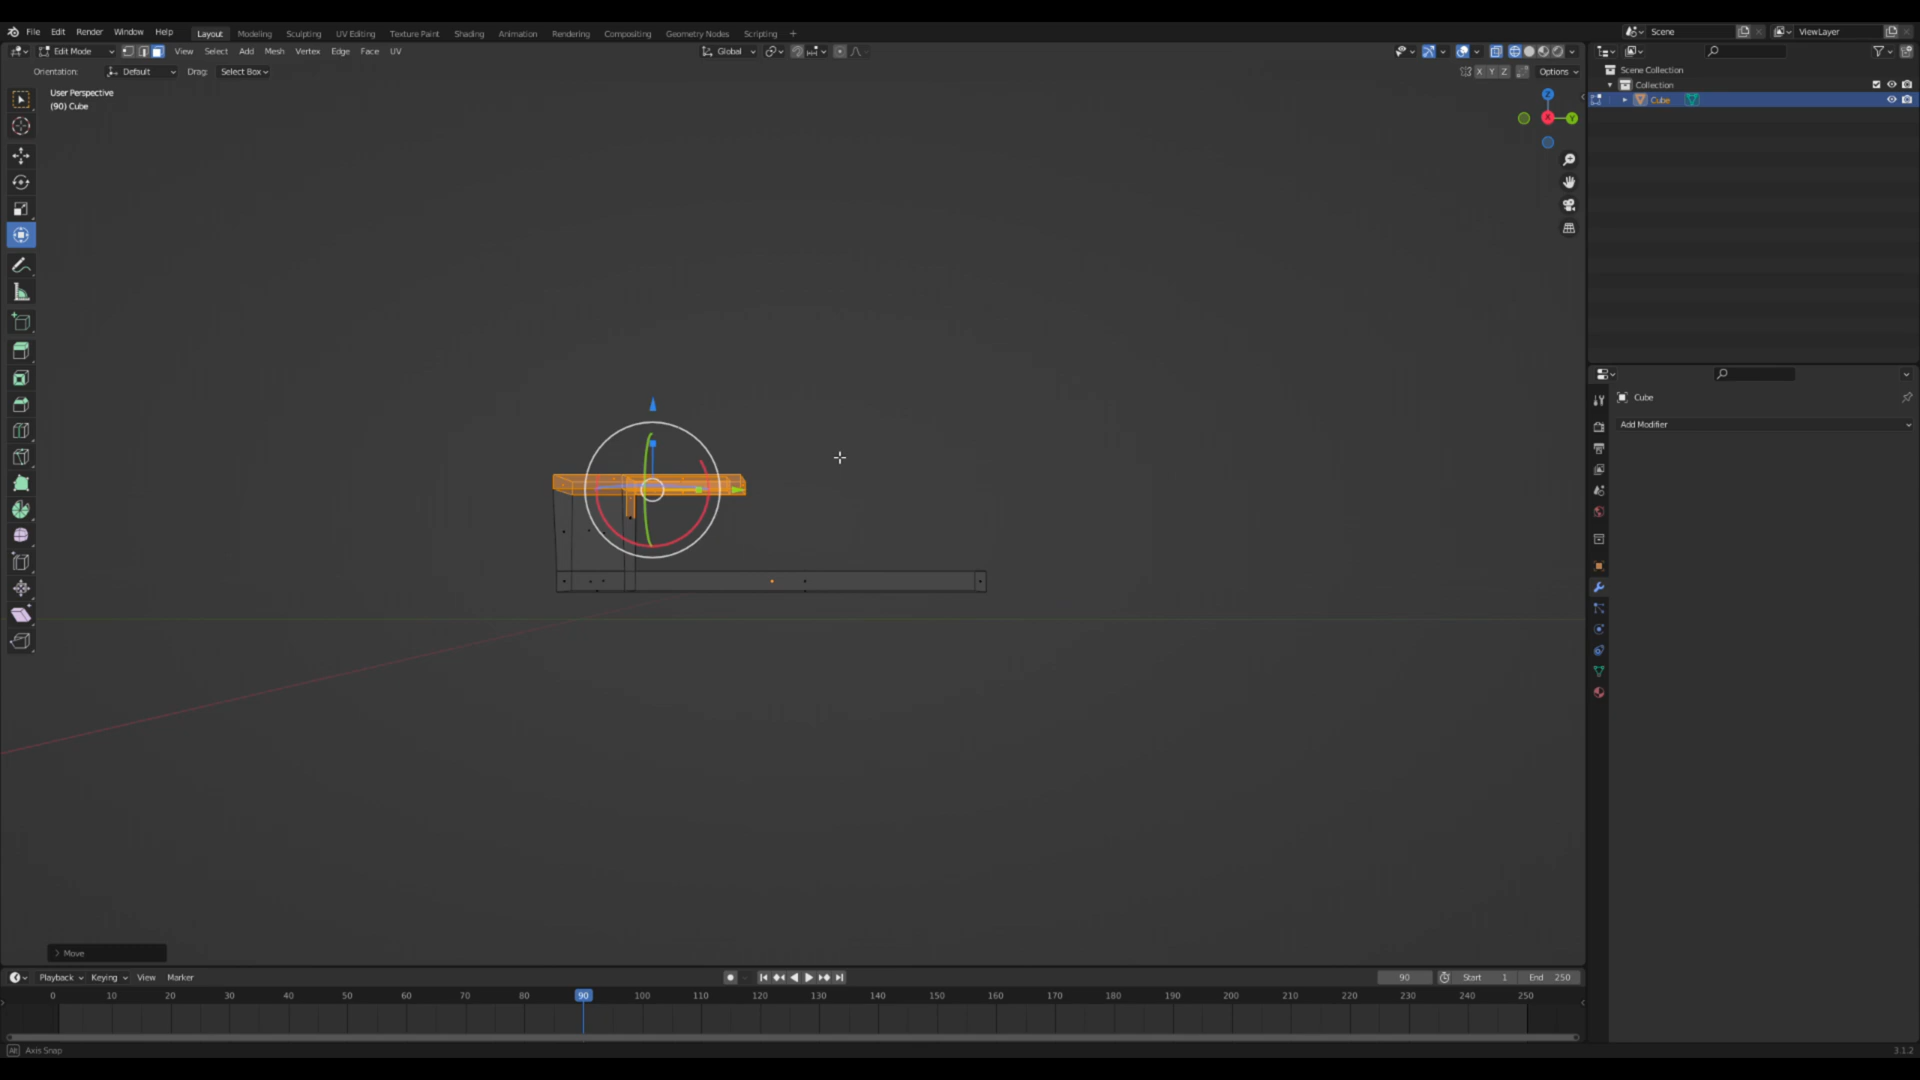 File Edit Render Window Help Layout Modeling Sculpting UV Editing Texture Paint Shading Animation Rendering Compositing Geometry Nodes Scripting + Scene ViewLayer
Edit Mode View Select Add Mesh Vertex Edge Face UV Global
Orientation: Default Drag: Select Box X Y Z Options
Scene Collection
Collection
Cube
User Perspective
(90) Cube
Z
X Y
Cube
Add Modifier
Move
Playback Keying View Marker 90 Start 1 End 250
0 10 20 30 40 50 60 70 80 90 100 110 120 130 140 150 160 170 180 190 200 210 220 230 240 250
Axis Snap 3.1.2